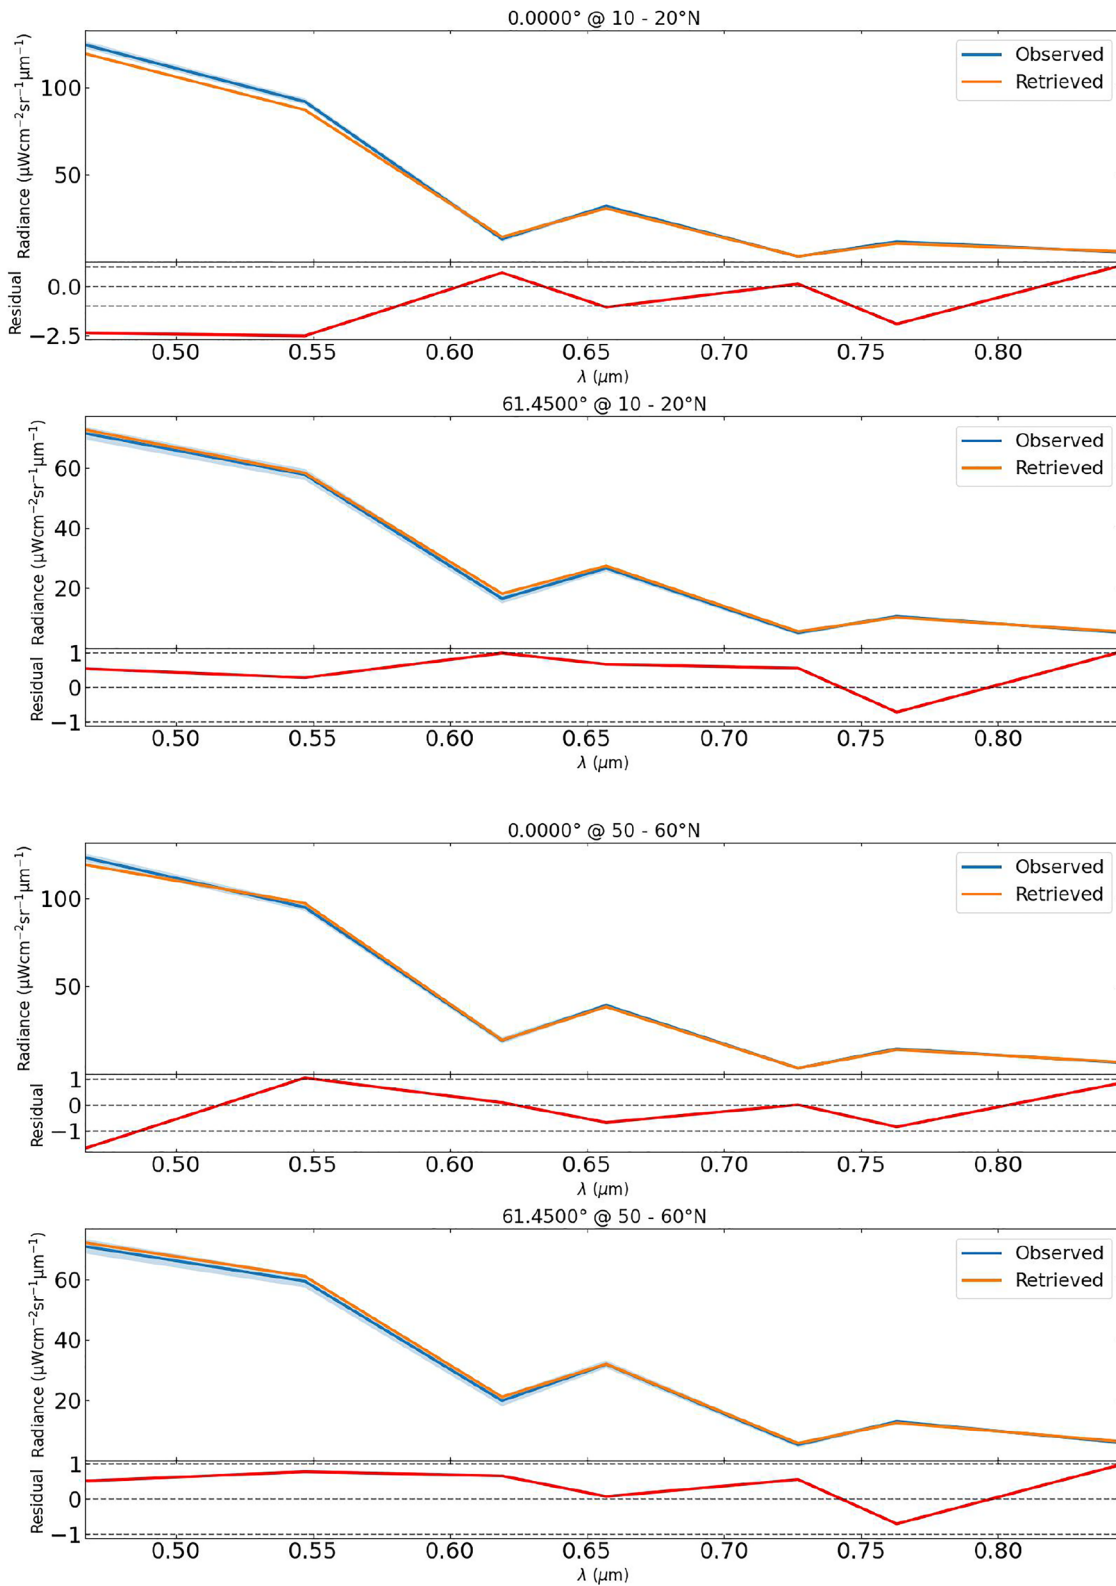 0.0000° @ 10 - 20°N
Radiance (μWcm⁻²sr⁻¹μm⁻¹)
100
50
Observed
Retrieved
Residual
0.0
−2.5
0.50 0.55 0.60 0.65 0.70 0.75 0.80
λ (μm)
61.4500° @ 10 - 20°N
Radiance (μWcm⁻²sr⁻¹μm⁻¹)
60
40
20
Observed
Retrieved
Residual
1
0
−1
0.50 0.55 0.60 0.65 0.70 0.75 0.80
λ (μm)
0.0000° @ 50 - 60°N
Radiance (μWcm⁻²sr⁻¹μm⁻¹)
100
50
Observed
Retrieved
Residual
1
0
−1
0.50 0.55 0.60 0.65 0.70 0.75 0.80
λ (μm)
61.4500° @ 50 - 60°N
Radiance (μWcm⁻²sr⁻¹μm⁻¹)
60
40
20
Observed
Retrieved
Residual
1
0
−1
0.50 0.55 0.60 0.65 0.70 0.75 0.80
λ (μm)